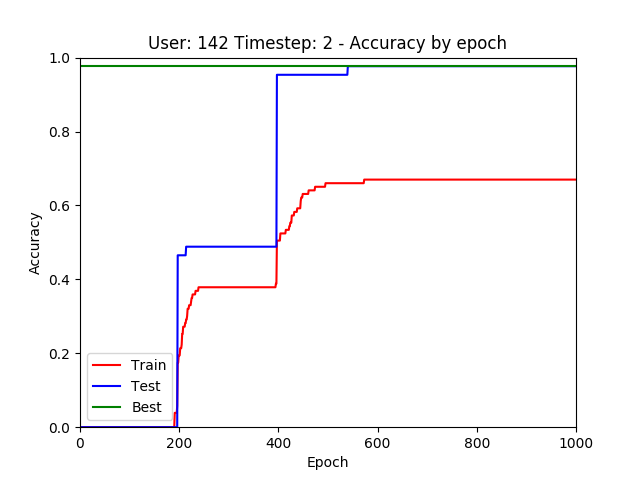 User: 142 Timestep: 2 - Accuracy by epoch
1.0
0.8
0.6
0.4
0.2
0.0
Accuracy
Train
Test
Best
0 200 400 600 800 1000
Epoch